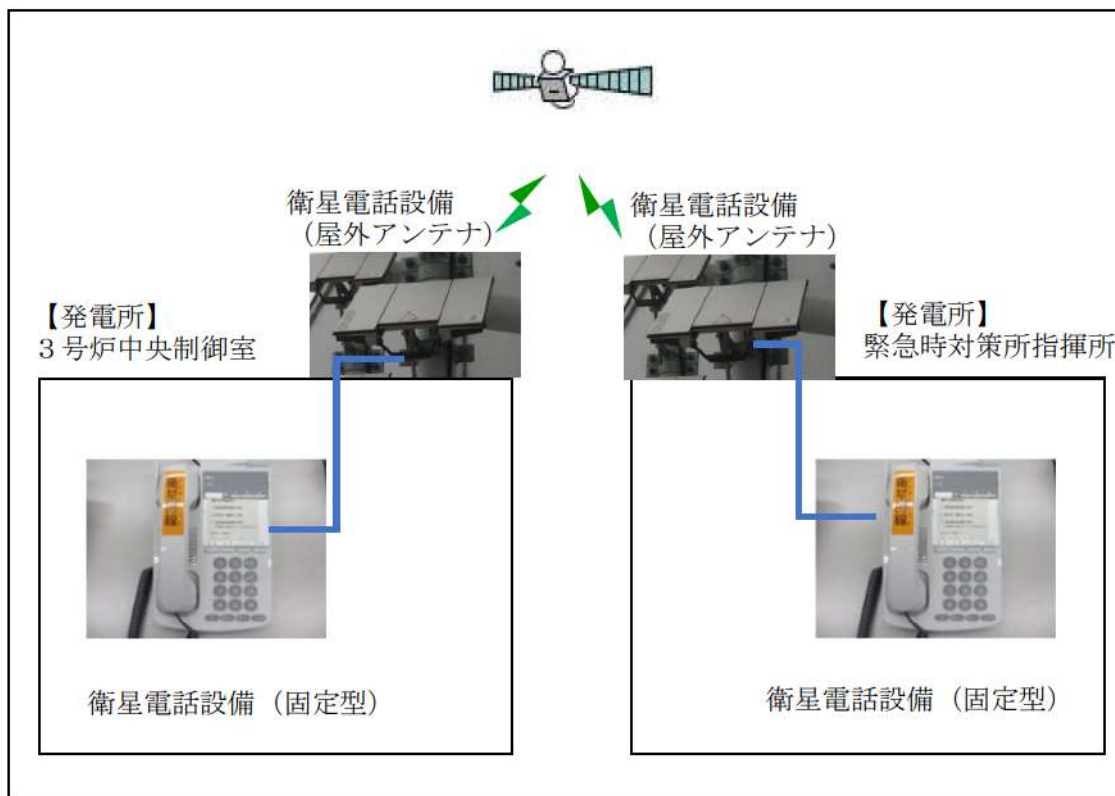 衛星電話設備
（屋外アンテナ）
衛星電話設備
（屋外アンテナ）
【発電所】
３号炉中央制御室
【発電所】
緊急時対策所指揮所
衛星電話設備（固定型）
衛星電話設備（固定型）